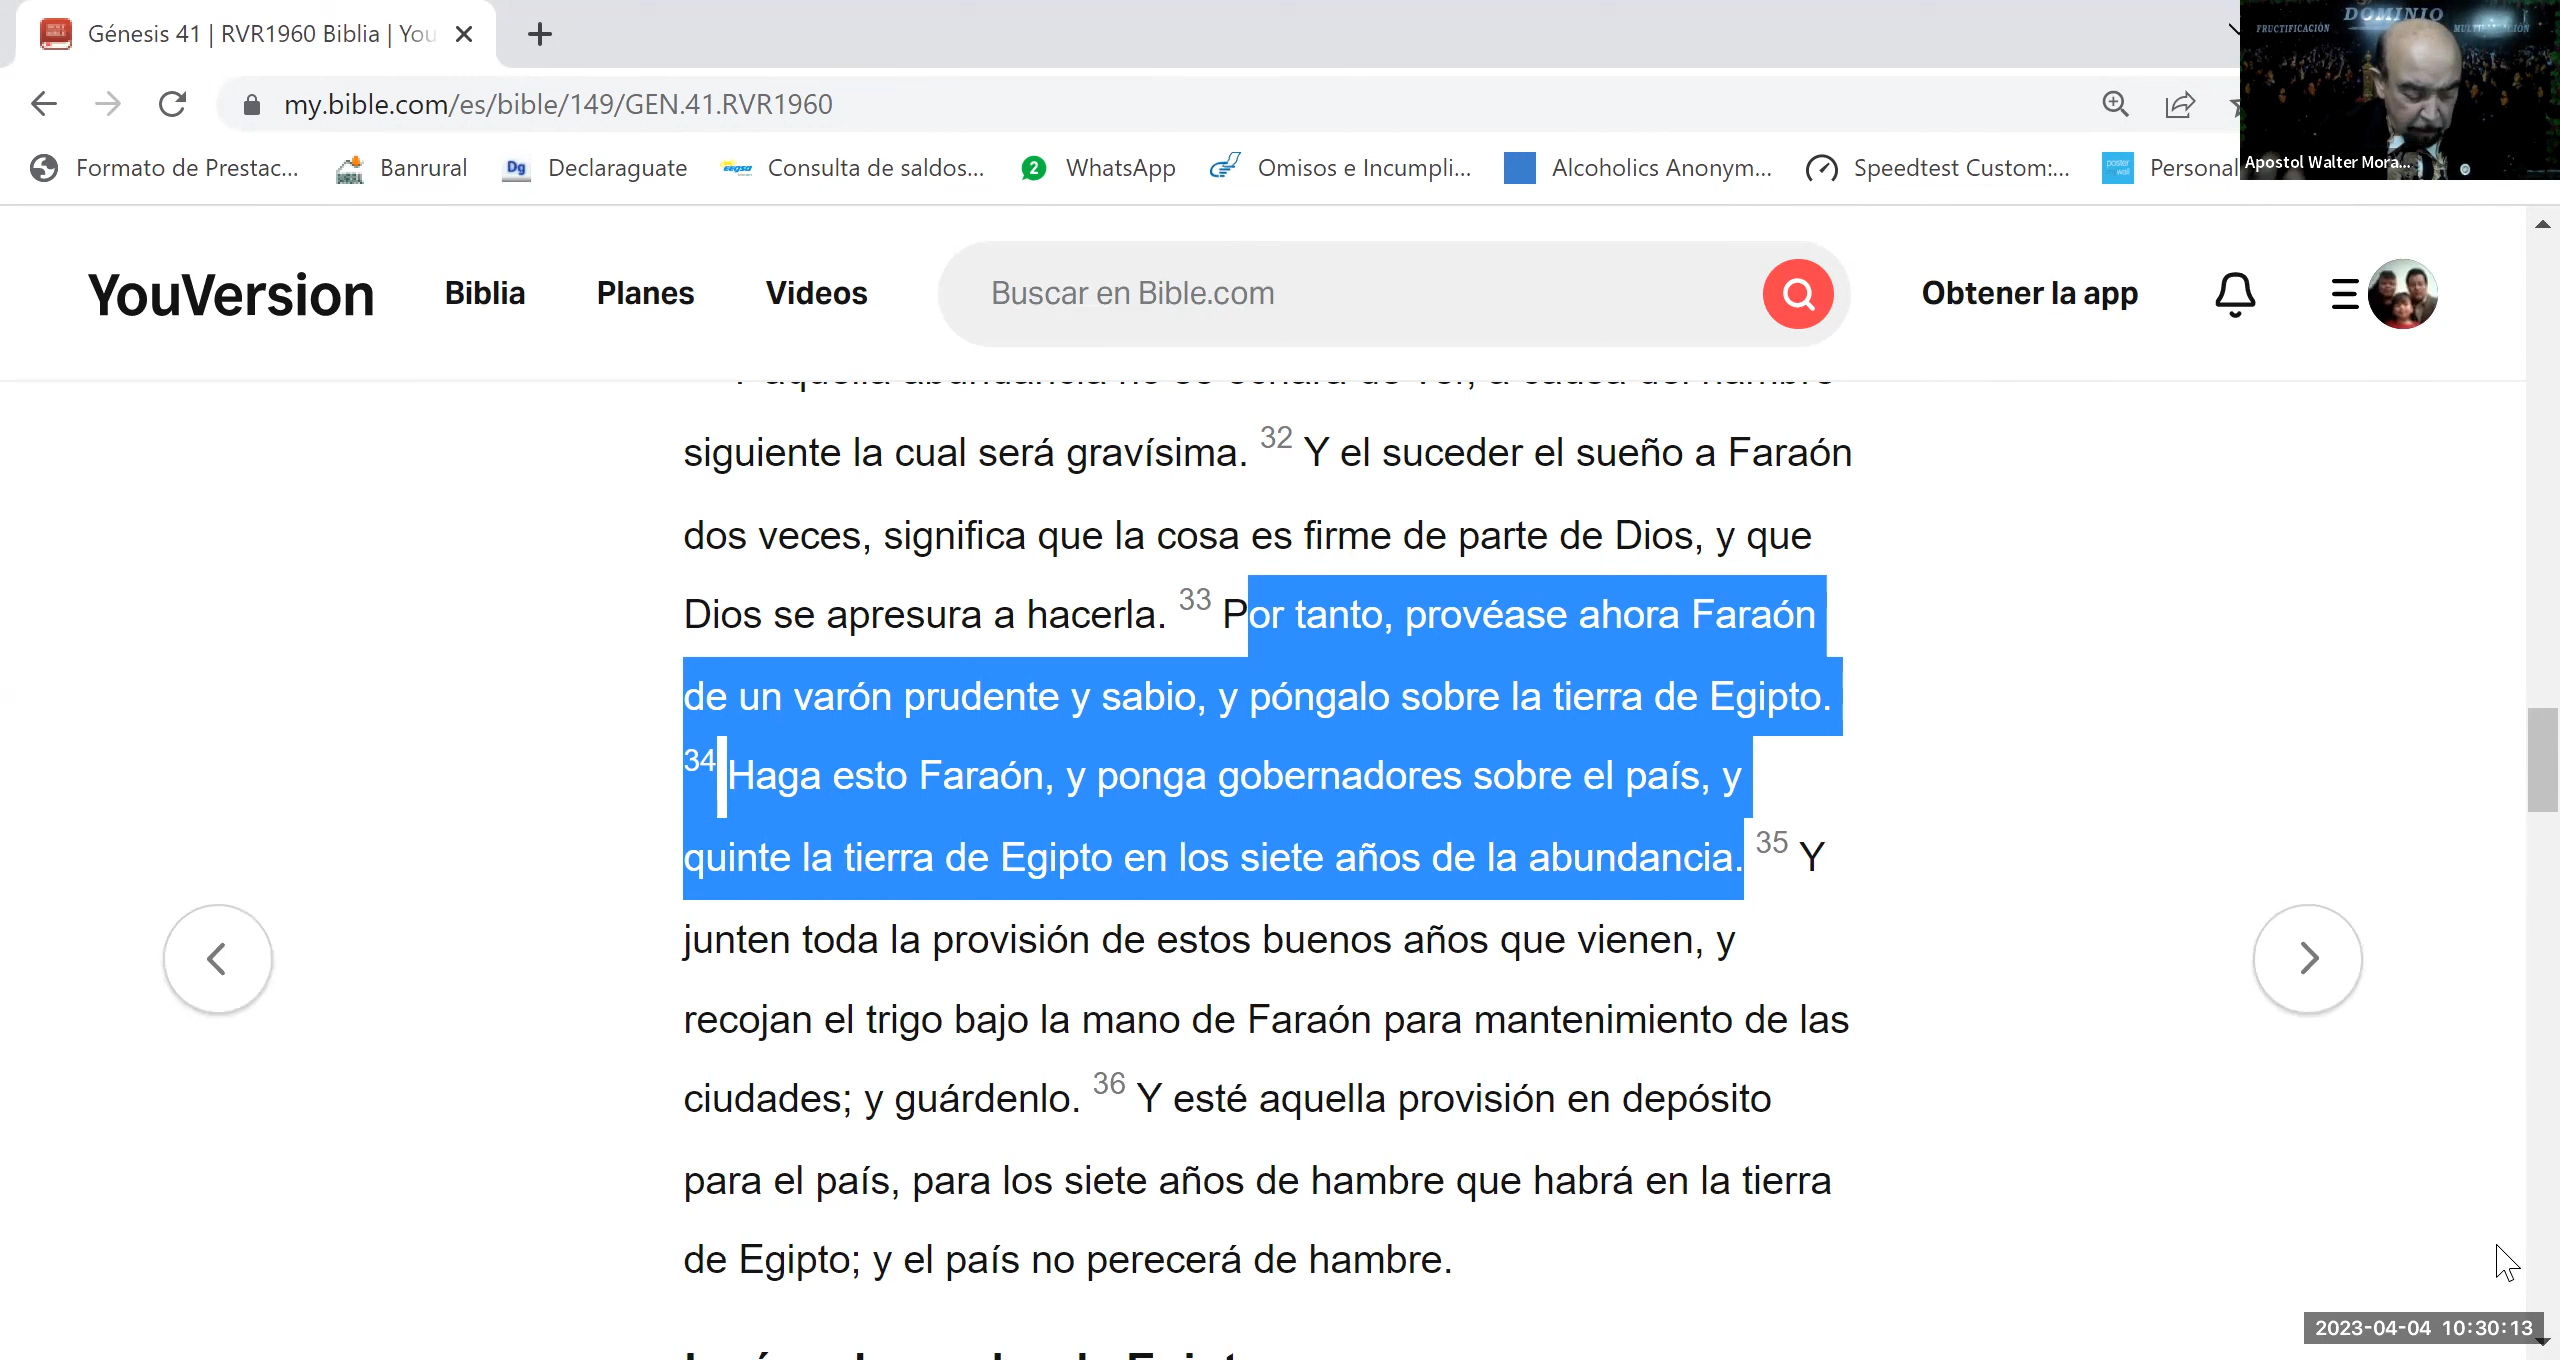 Génesis 41 | RVR1960 Biblia | You
my.bible.com/es/bible/149/GEN.41.RVR1960
Formato de Prestac... Banrural Dg Declaraguate Consulta de saldos... 2 WhatsApp Omisos e Incumpli... Alcoholics Anonym... Speedtest Custom:... Personal
DOMINIO
FRUCTIFICACIÓN
Apostol Walter Mora...
YouVersion Biblia Planes Videos Buscar en Bible.com Obtener la app
siguiente la cual será gravísima. 32 Y el suceder el sueño a Faraón
dos veces, significa que la cosa es firme de parte de Dios, y que
Dios se apresura a hacerla. 33 Por tanto, provéase ahora Faraón
de un varón prudente y sabio, y póngalo sobre la tierra de Egipto.
34 Haga esto Faraón, y ponga gobernadores sobre el país, y
quinte la tierra de Egipto en los siete años de la abundancia. 35 Y
junten toda la provisión de estos buenos años que vienen, y
recojan el trigo bajo la mano de Faraón para mantenimiento de las
ciudades; y guárdenlo. 36 Y esté aquella provisión en depósito
para el país, para los siete años de hambre que habrá en la tierra
de Egipto; y el país no perecerá de hambre.
2023-04-04 10:30:13